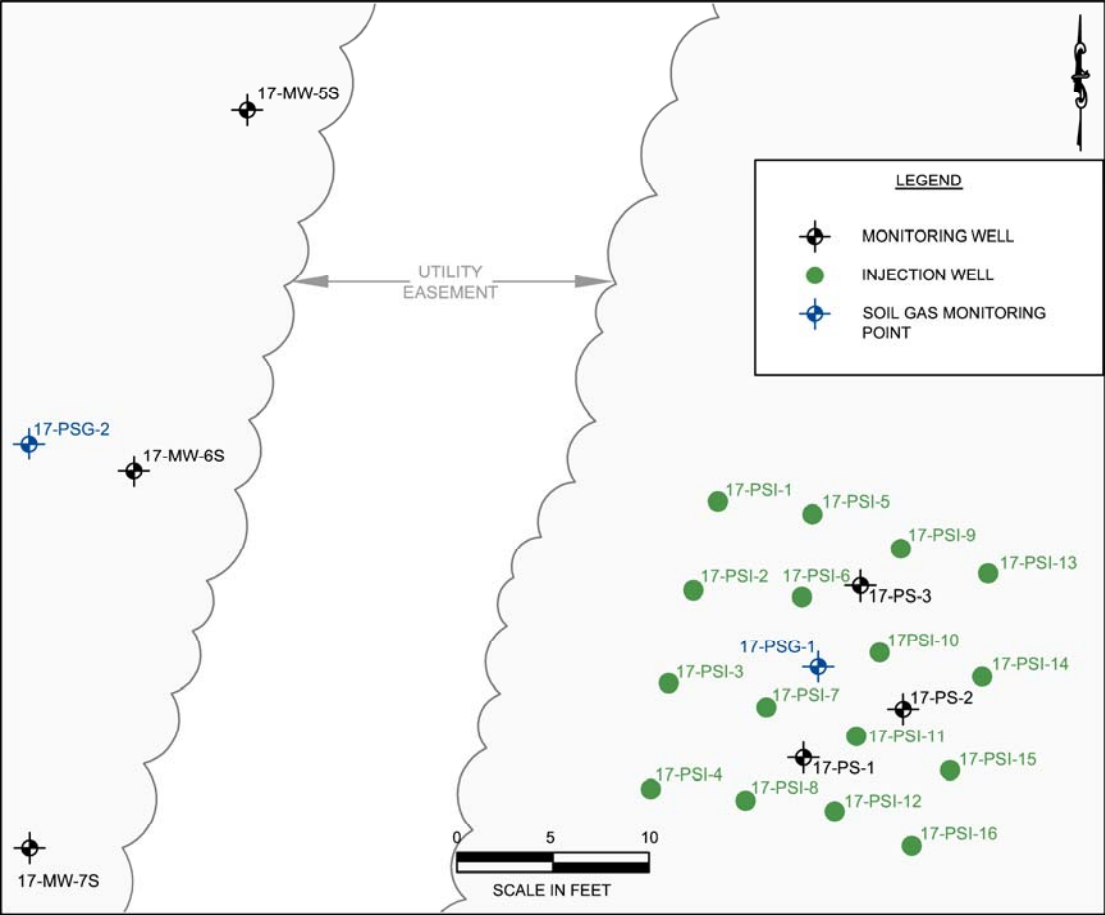 17-MW-5S
LEGEND
MONITORING WELL
INJECTION WELL
SOIL GAS MONITORING
POINT
UTILITY
EASEMENT
17-PSG-2
17-MW-6S
17-PSI-1
17-PSI-5
17-PSI-9
17-PSI-13
17-PSI-2
17-PSI-6
17-PS-3
17-PSG-1
17PSI-10
17-PSI-14
17-PSI-3
17-PSI-7
17-PS-2
17-PSI-11
17-PS-1
17-PSI-15
17-PSI-4
17-PSI-8
17-PSI-12
17-PSI-16
0 5 10
SCALE IN FEET
17-MW-7S